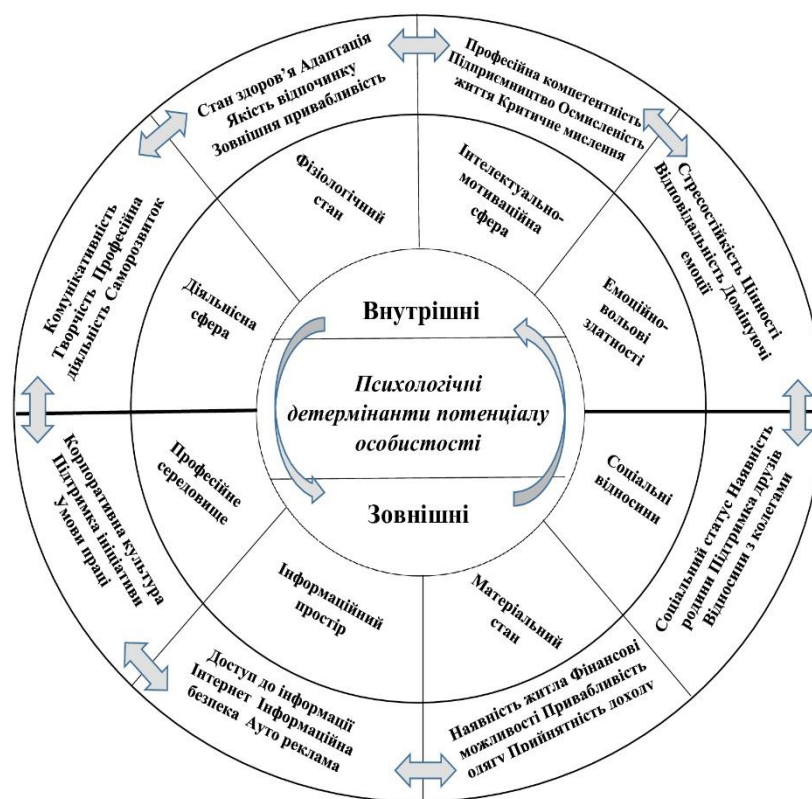 Стан здоров’я Адаптація
Якість відпочинку
Зовнішня привабливість
Професійна компетентність
Підприємництво Осмисленість
життя Критичне мислення
Фізіологічний
стан
Інтелектуально-
мотиваційна
сфера
Комунікативність
Творчість Професійна
діяльність Саморозвиток
Діяльнісна
сфера
Емоційно-
вольові
здатності
Стресостійкість Цінності
Відповідальність Домінуючі
емоції
Внутрішні
Психологічні
детермінанти потенціалу
особистості
Зовнішні
Корпоративна культура
Підтримка ініціативи
Умови праці
Професійне
середовище
Соціальні
відносини
Соціальний статус Наявність
родини Підтримка друзів
Відносини з колегами
Інформаційний
простір
Матеріальний
стан
Доступ до інформації
Інтернет Інформаційна
безпека Ауто реклама
Наявність житла Фінансові
можливості Привабливість
одягу Прийнятність доходу